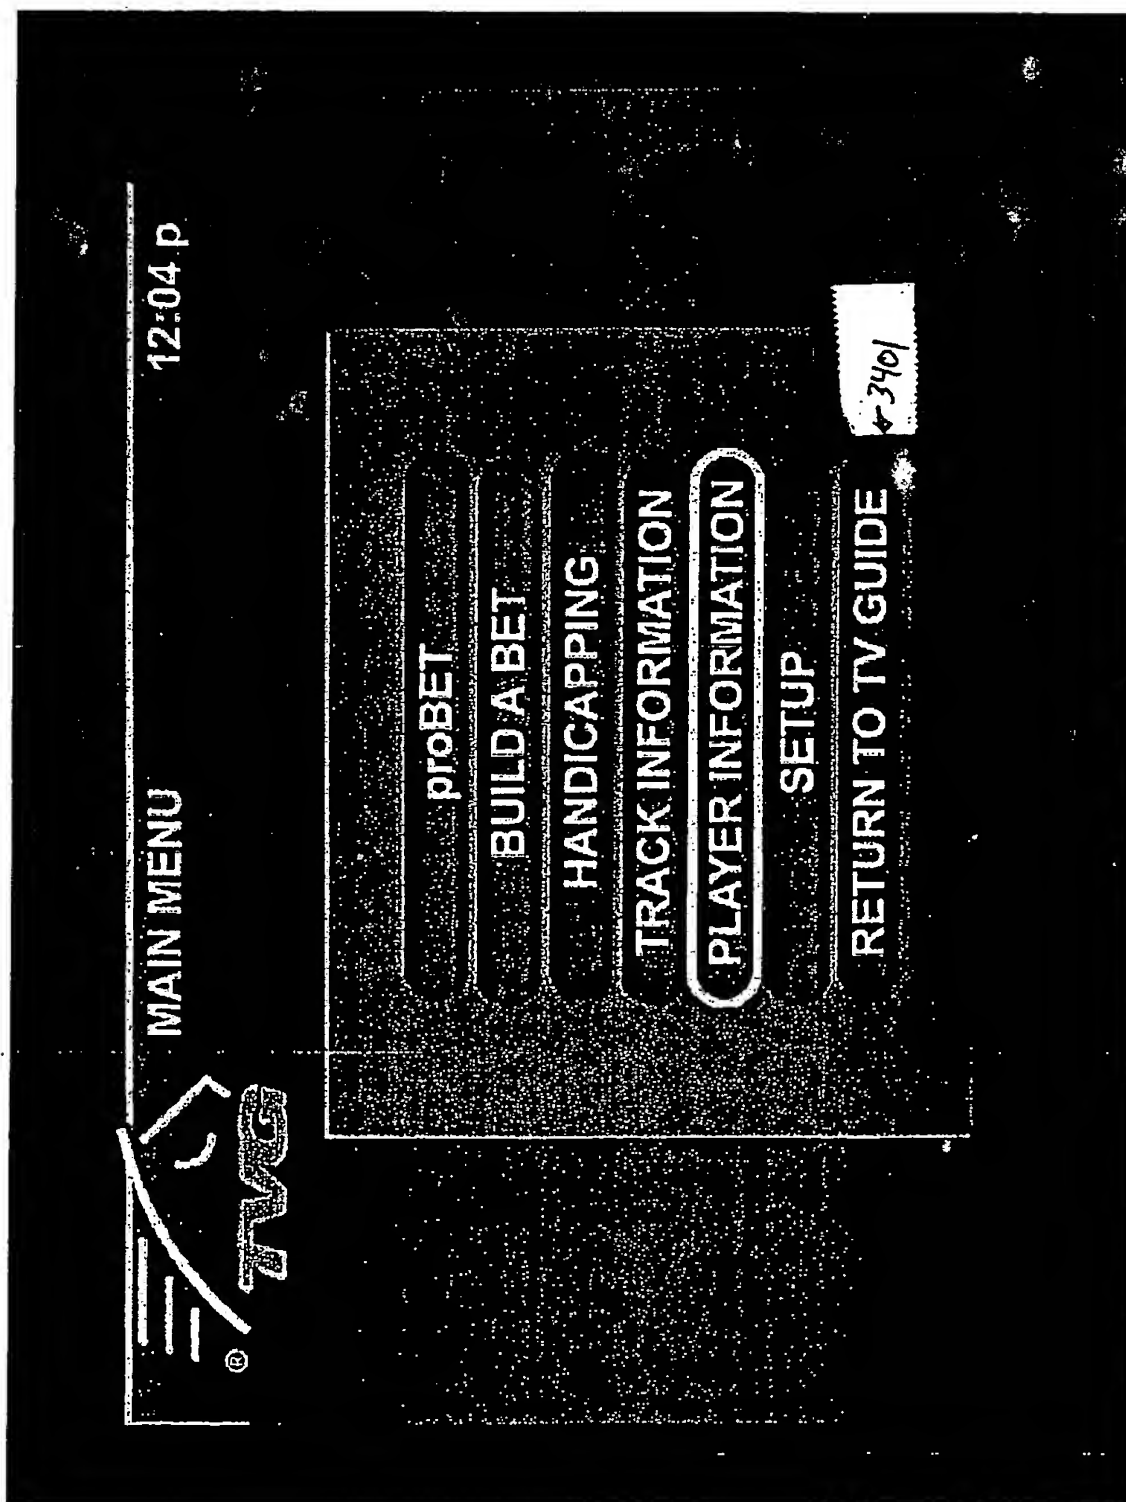 MAIN MENU 12:04 p
TVG
®
proBET
BUILD A BET
HANDICAPPING
TRACK INFORMATION
PLAYER INFORMATION
SETUP
RETURN TO TV GUIDE
3401